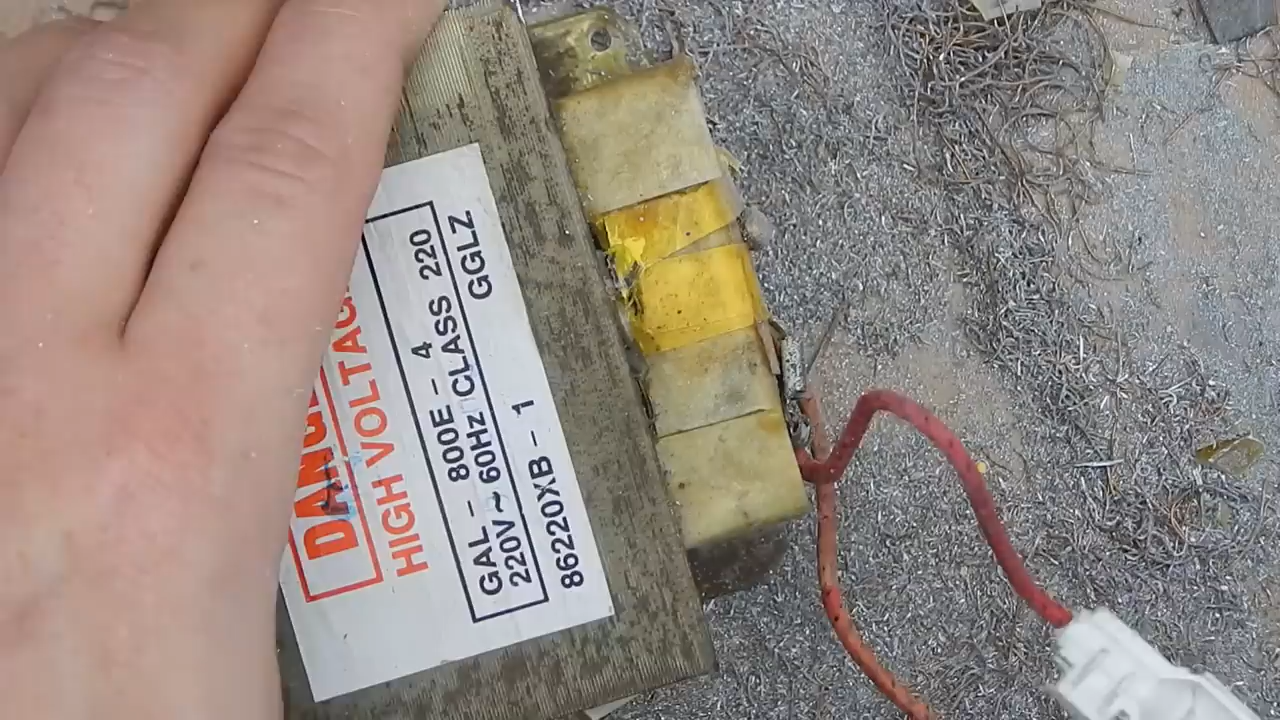 HIGH VOLTAG
GAL - 800E - 4
220V ~ 60Hz CLASS 220
86220XB - 1 GGLZ